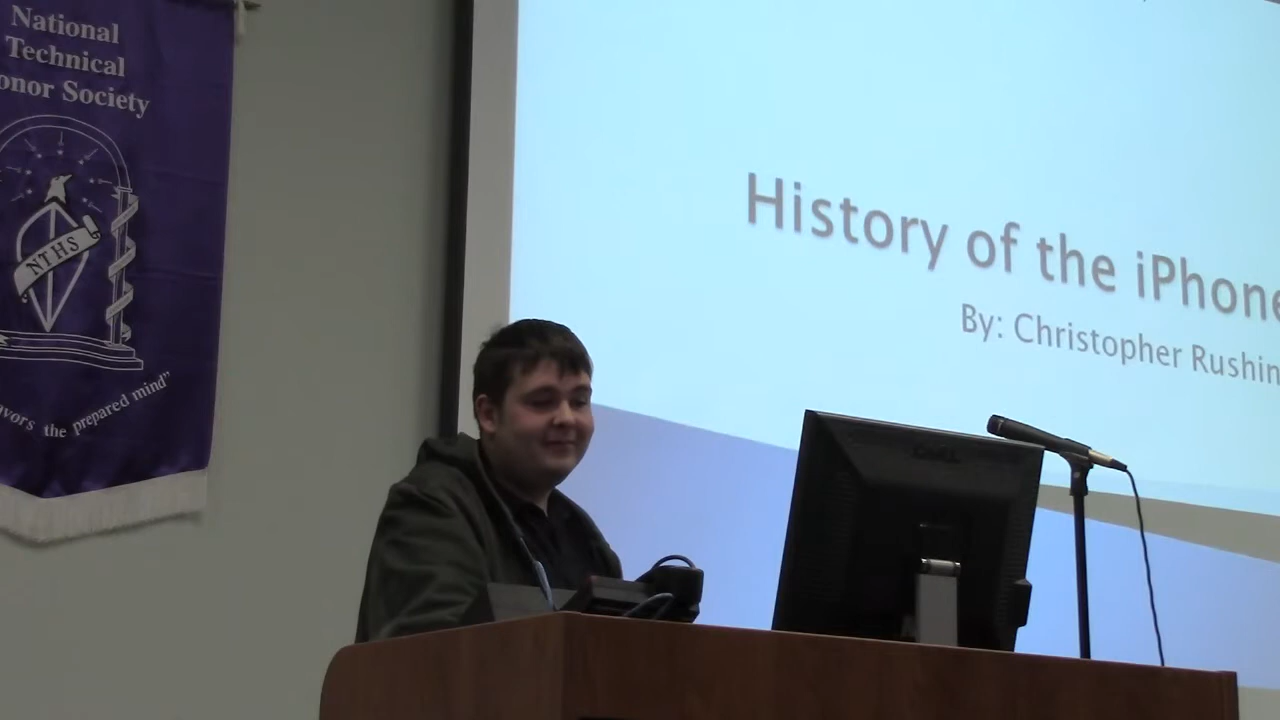 National
Technical
onor Society
NTHS
avors the prepared mind”
History of the iPhone
By: Christopher Rushin
DELL